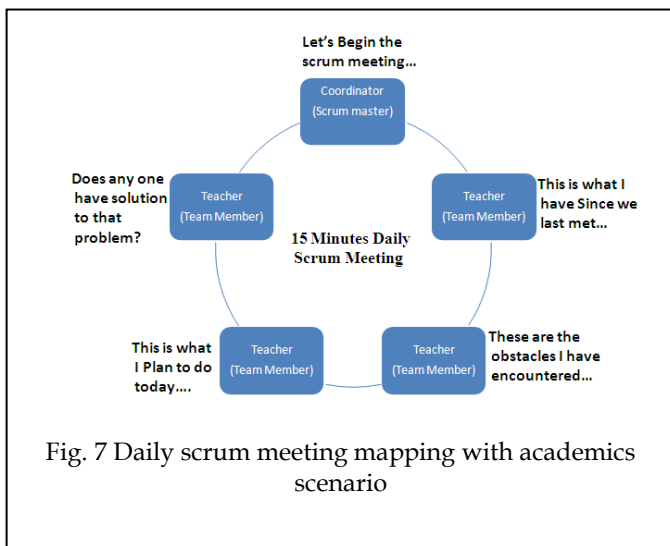 Let's Begin the
scrum meeting...
Coordinator
(Scrum master)
Does any one
have solution
to that
problem?
Teacher
(Team Member)
Teacher
(Team Member)
This is what I
have Since we
last met...
15 Minutes Daily
Scrum Meeting
This is what
I Plan to do
today....
Teacher
(Team Member)
Teacher
(Team Member)
These are the
obstacles I have
encountered...
Fig. 7 Daily scrum meeting mapping with academics
scenario